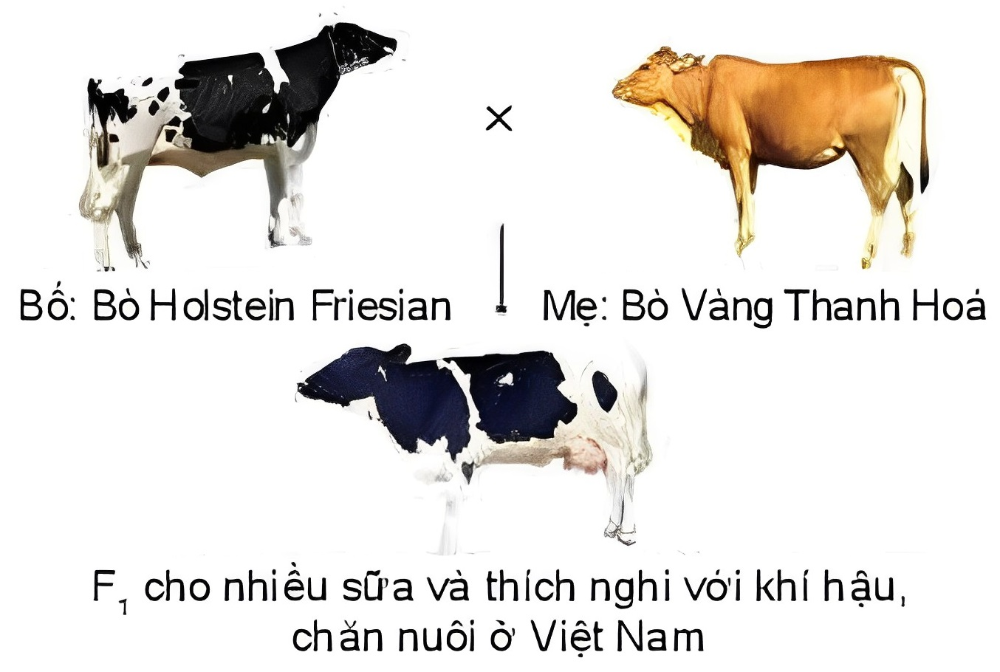 ×
Bố: Bò Holstein Friesian
Mẹ: Bò Vàng Thanh Hoá
F₁ cho nhiều sữa và thích nghi với khí hậu,
chăn nuôi ở Việt Nam